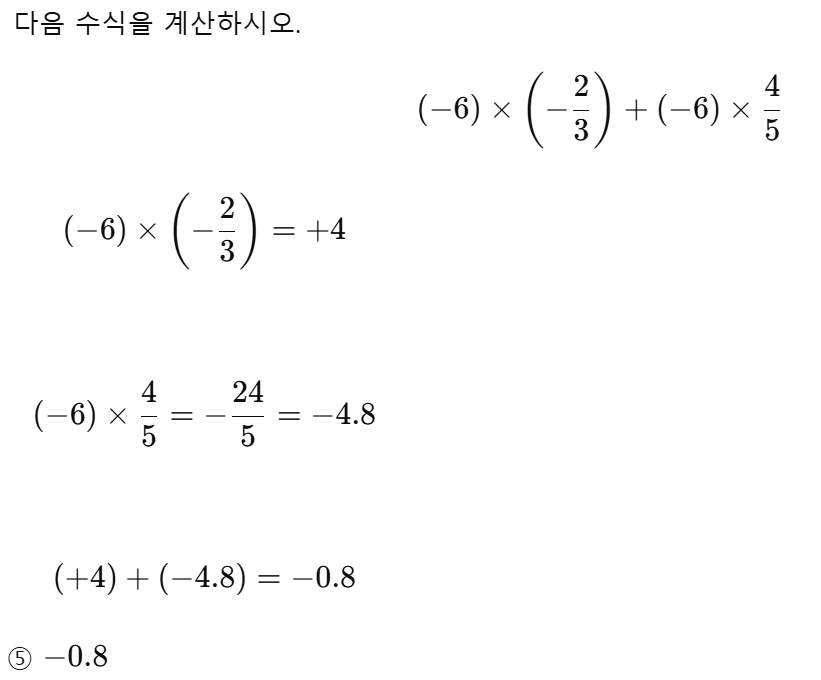 다음 수식을 계산하시오.
(−6) × (−2/3) + (−6) × 4/5
(−6) × (−2/3) = +4
(−6) × 4/5 = −24/5 = −4.8
(+4) + (−4.8) = −0.8
⑤ −0.8